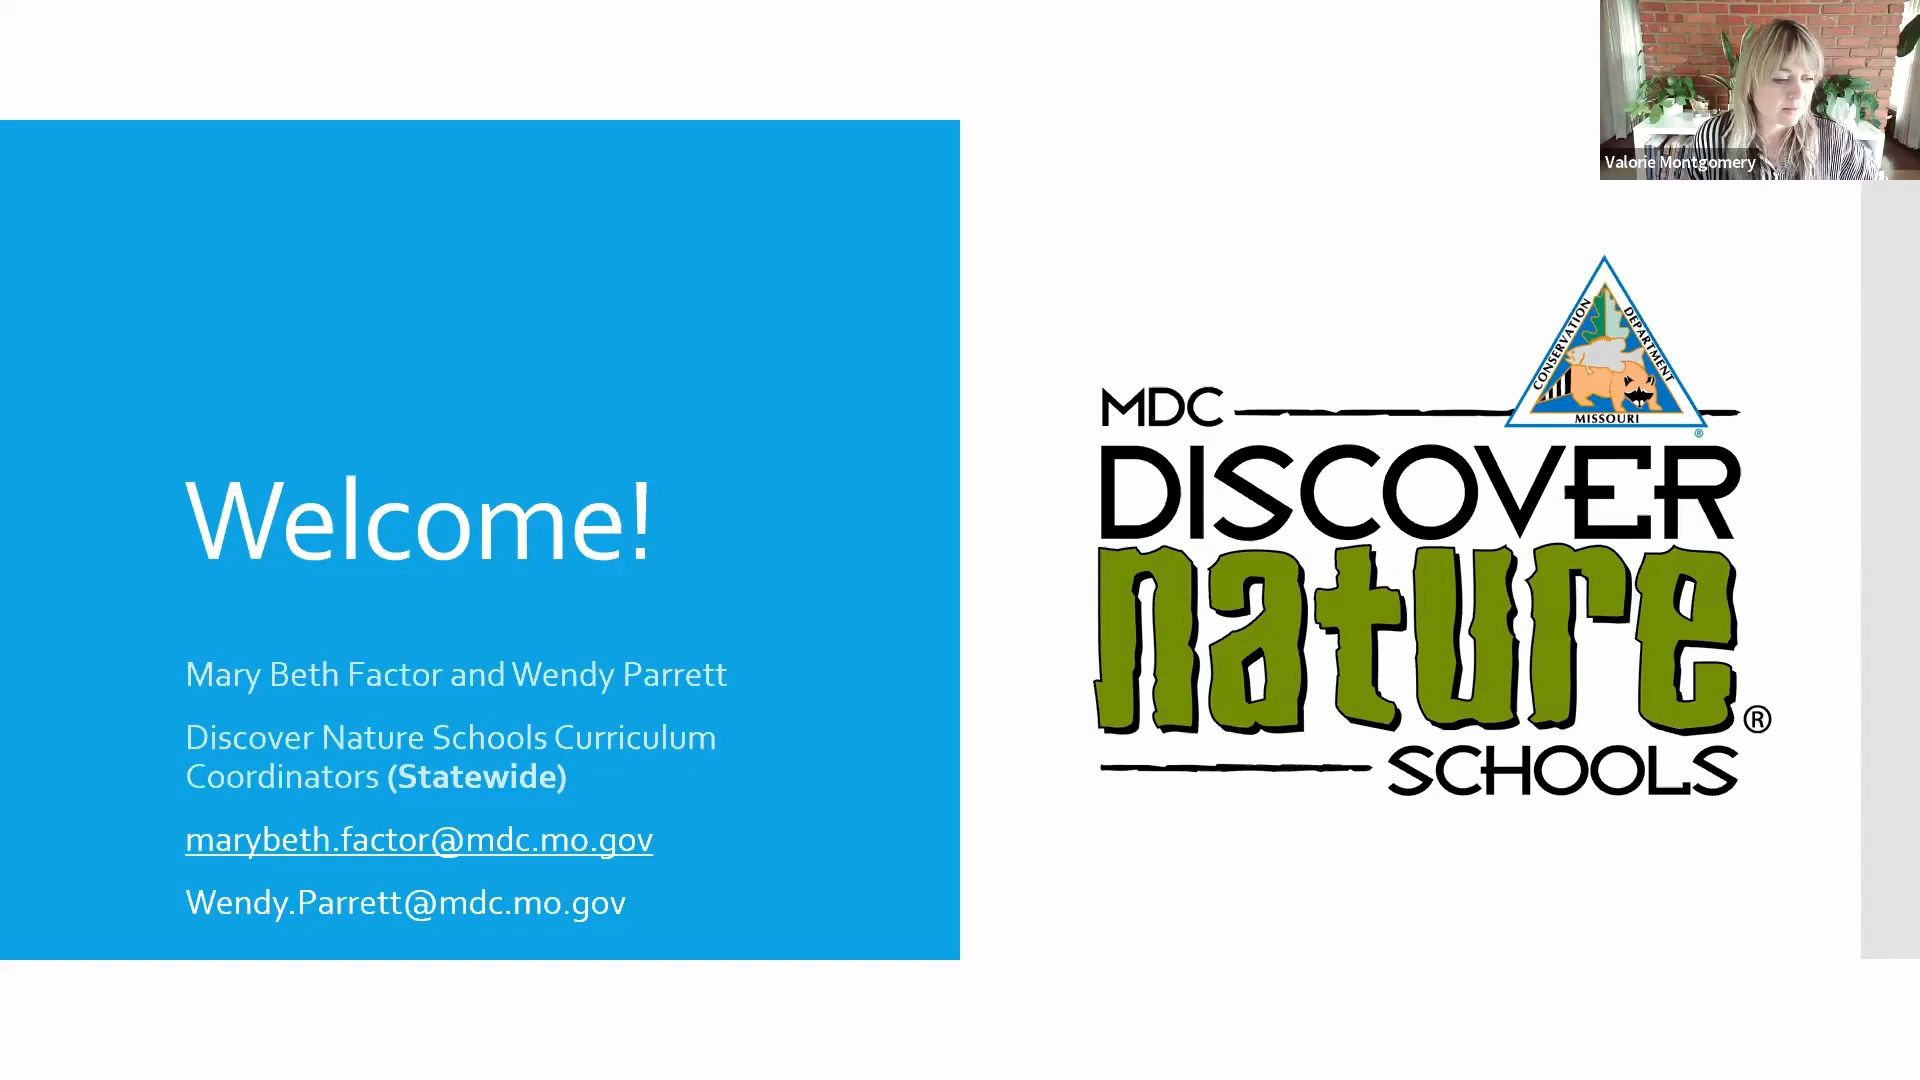 Valorie Montgomery
Welcome!
Mary Beth Factor and Wendy Parrett
Discover Nature Schools Curriculum
Coordinators (Statewide)
marybeth.factor@mdc.mo.gov
Wendy.Parrett@mdc.mo.gov
CONSERVATION
DEPARTMENT
MISSOURI
®
MDC
DISCOVER
nature®
SCHOOLS